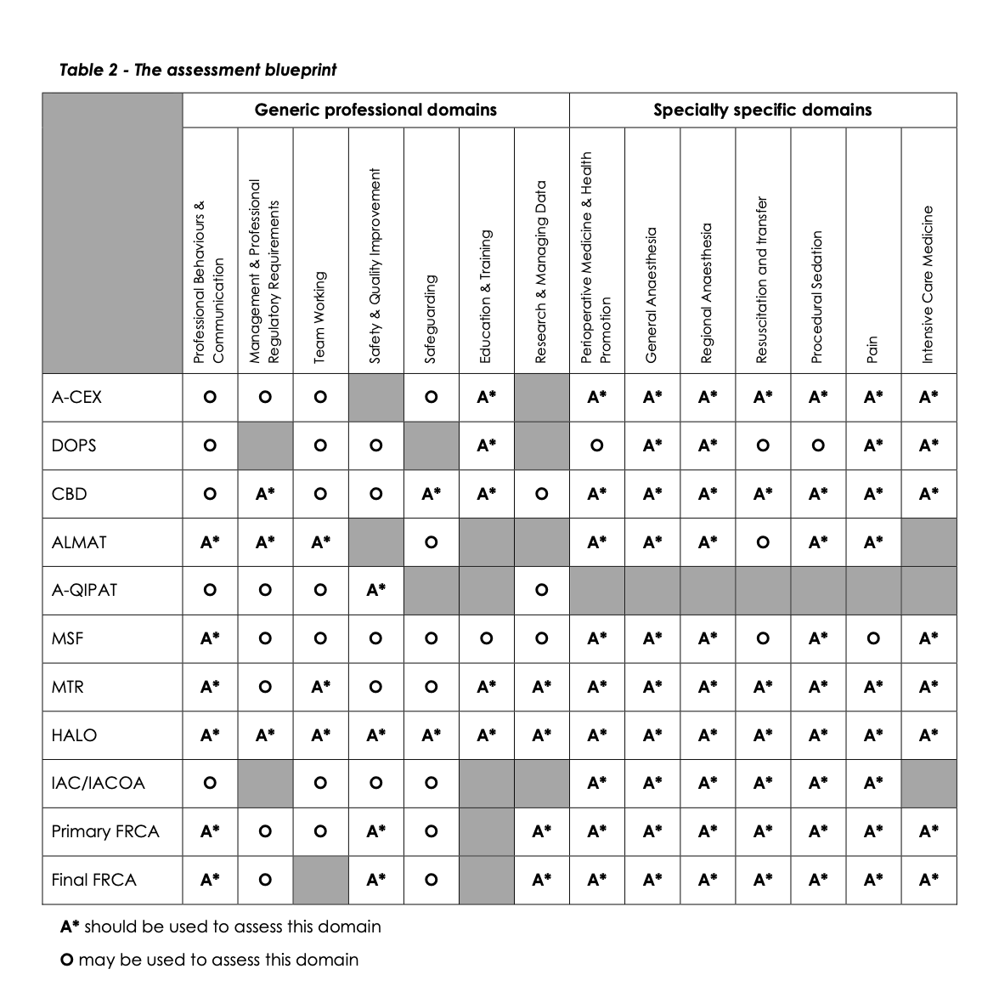 Table 2 - The assessment blueprint
Generic professional domains Specialty specific domains
Professional Behaviours &
Communication
Management & Professional
Regulatory Requirements
Team Working
Safety & Quality Improvement
Safeguarding
Education & Training
Research & Managing Data
Perioperative Medicine & Health
Promotion
General Anaesthesia
Regional Anaesthesia
Resuscitation and transfer
Procedural Sedation
Pain
Intensive Care Medicine
A-CEX O O O O A* A* A* A* A* A* A* A*
DOPS O O O A* O A* A* O O A* A*
CBD O A* O O A* A* O A* A* A* A* A* A* A*
ALMAT A* A* A* O A* A* A* O A* A*
A-QIPAT O O O A* O
MSF A* O O O O O O A* A* A* O A* O A*
MTR A* O A* O O A* A* A* A* A* A* A* A* A*
HALO A* A* A* A* A* A* A* A* A* A* A* A* A* A*
IAC/IACOA O O O O A* A* A* A* A* A*
Primary FRCA A* O O A* O A* A* A* A* A* A* A* A*
Final FRCA A* O A* O A* A* A* A* A* A* A* A*
A* should be used to assess this domain
O may be used to assess this domain